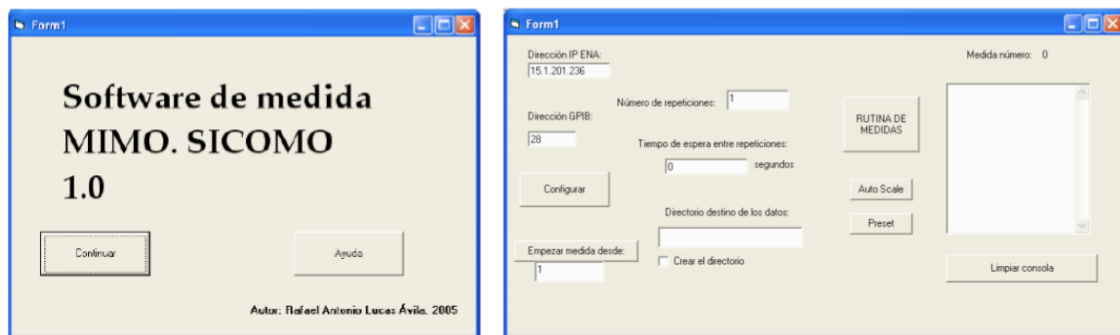 Form1
Software de medida
MIMO. SICOMO
1.0
Continuar
Ayuda
Autor: Rafael Antonio Lucas Ávila. 2005
Form1
Dirección IP ENA:
15.1.201.236
Medida número: 0
Número de repeticiones: 1
Dirección GPIB:
28
RUTINA DE
MEDIDAS
Tiempo de espera entre repeticiones:
0 segundos
Configurar
Auto Scale
Directorio destino de los datos:
Preset
Empezar medida desde:
1
Crear el directorio
Limpiar consola